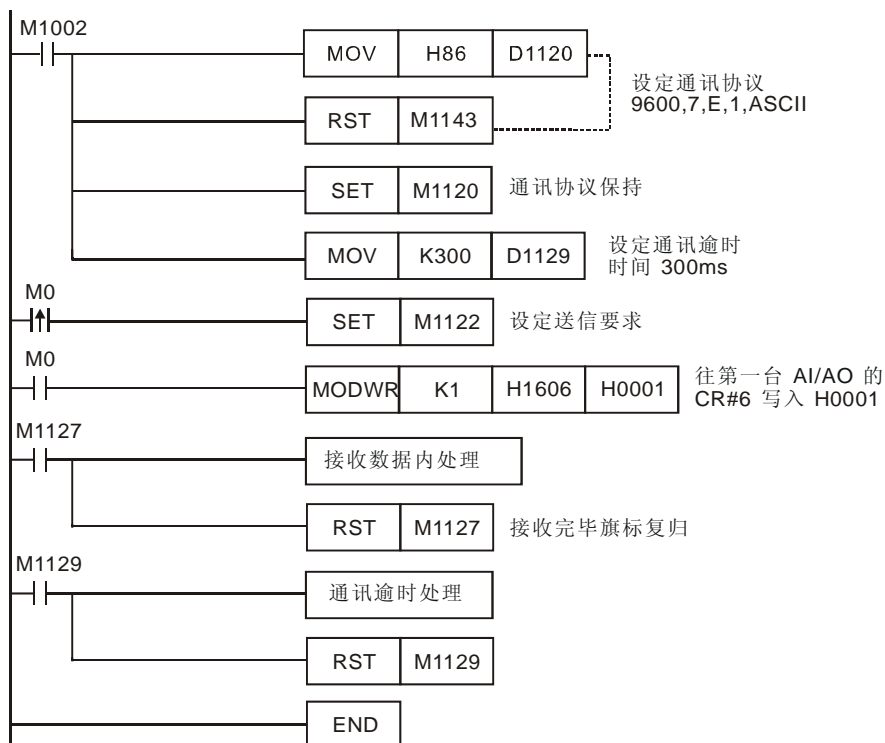 M1002
MOV H86 D1120
设定通讯协议
9600,7,E,1,ASCII
RST M1143
SET M1120 通讯协议保持
MOV K300 D1129
设定通讯逾时
时间 300ms
M0
SET M1122 设定送信要求
M0
MODWR K1 H1606 H0001
往第一台 AI/AO 的
CR#6 写入 H0001
M1127
接收数据内处理
RST M1127 接收完毕旗标复归
M1129
通讯逾时处理
RST M1129
END